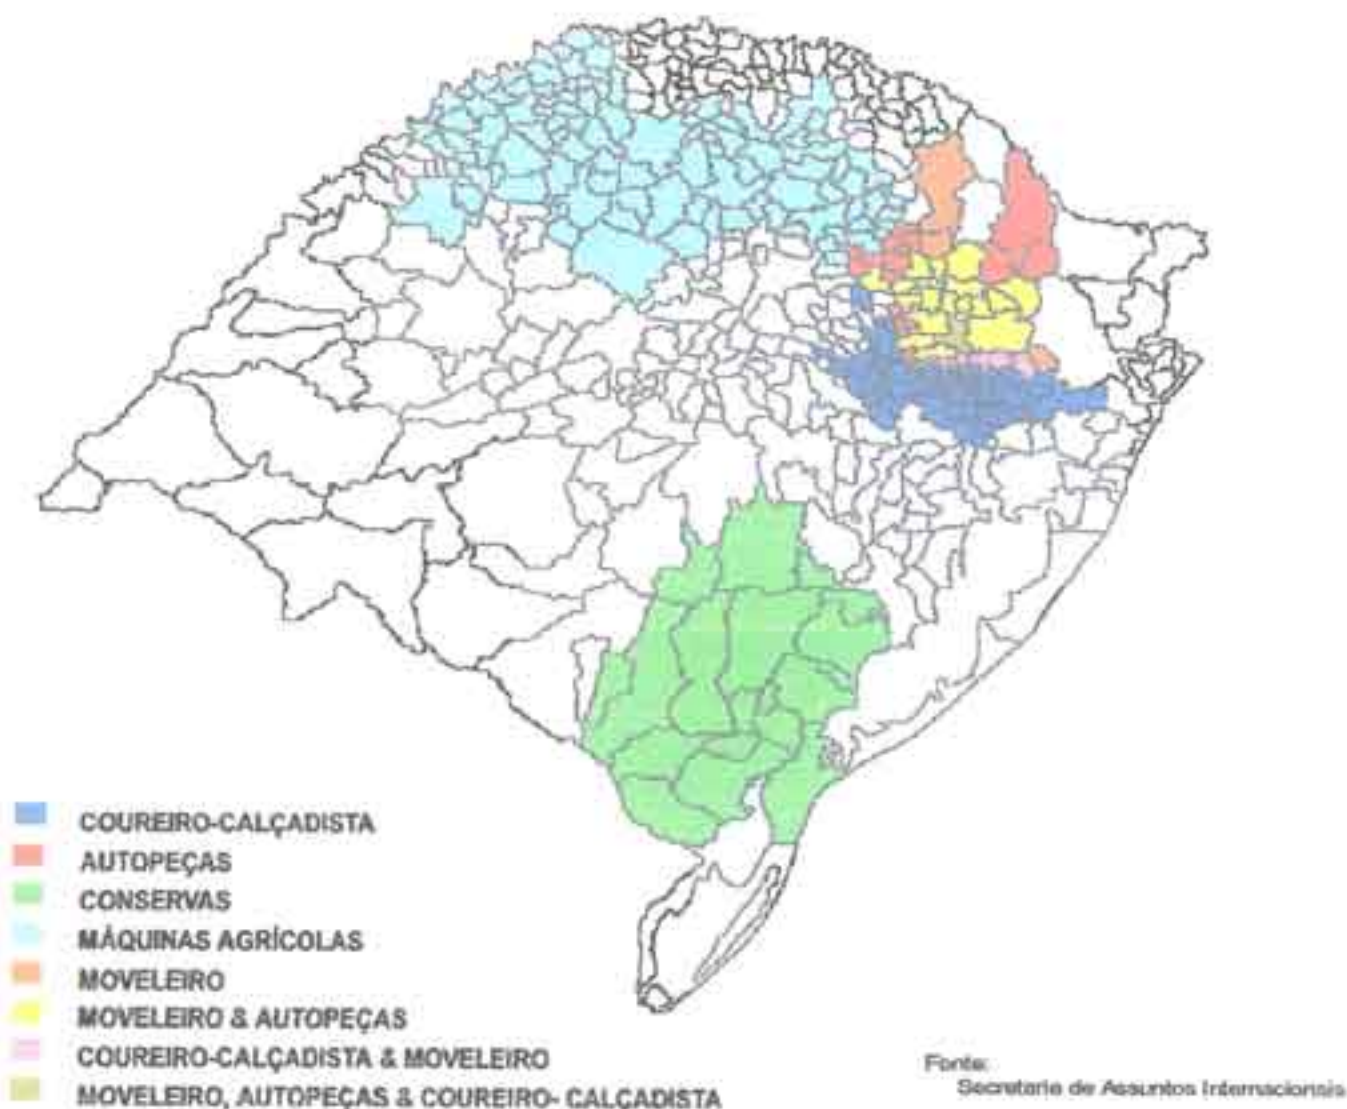 COUREIRO-CALÇADISTA
AUTOPEÇAS
CONSERVAS
MÁQUINAS AGRÍCOLAS
MOVELEIRO
MOVELEIRO & AUTOPEÇAS
COUREIRO-CALÇADISTA & MOVELEIRO
MOVELEIRO, AUTOPEÇAS & COUREIRO- CALÇADISTA
Fonte:
Secretaria de Assuntos Internacionais